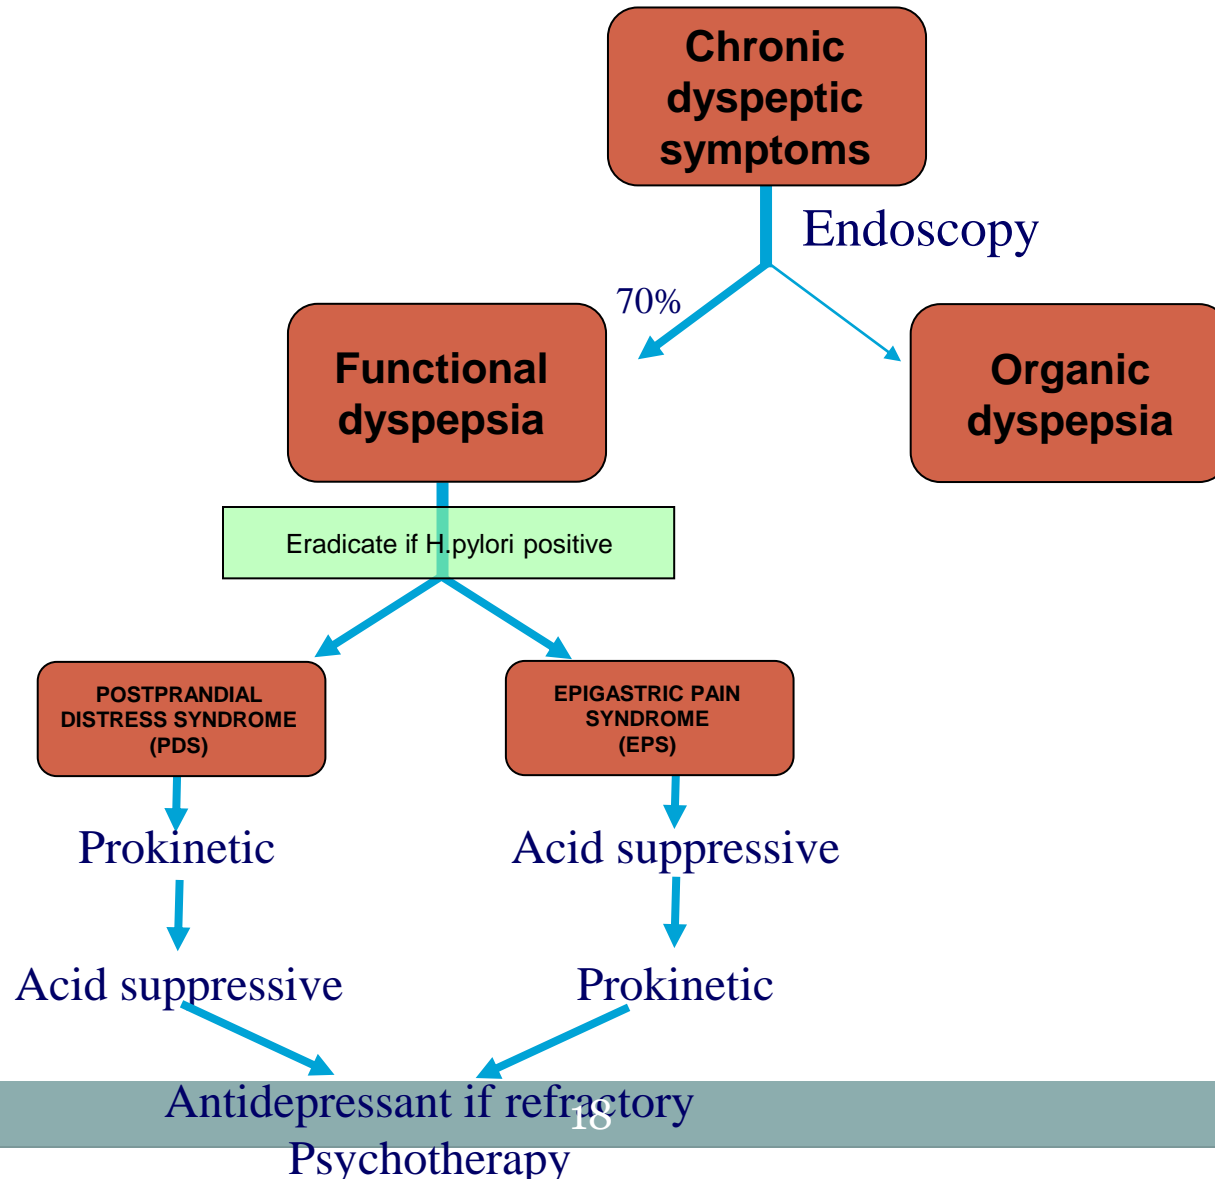 Chronic
dyspeptic
symptoms
Endoscopy
70%
Functional
dyspepsia
Organic
dyspepsia
Eradicate if H.pylori positive
POSTPRANDIAL
DISTRESS SYNDROME
(PDS)
EPIGASTRIC PAIN
SYNDROME
(EPS)
Prokinetic
Acid suppressive
Acid suppressive
Prokinetic
Antidepressant if refractory
18
Psychotherapy